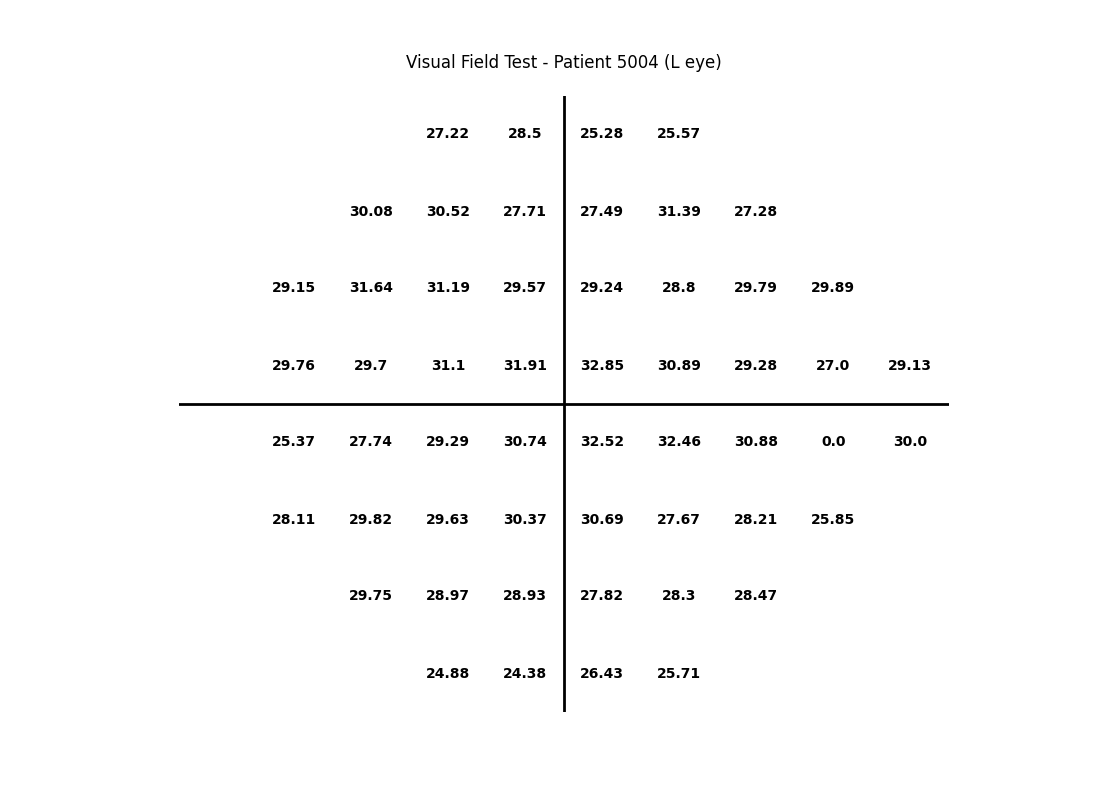 Visual Field Test - Patient 5004 (L eye)
27.22 28.5 25.28 25.57
30.08 30.52 27.71 27.49 31.39 27.28
29.15 31.64 31.19 29.57 29.24 28.8 29.79 29.89
29.76 29.7 31.1 31.91 32.85 30.89 29.28 27.0 29.13
25.37 27.74 29.29 30.74 32.52 32.46 30.88 0.0 30.0
28.11 29.82 29.63 30.37 30.69 27.67 28.21 25.85
29.75 28.97 28.93 27.82 28.3 28.47
24.88 24.38 26.43 25.71